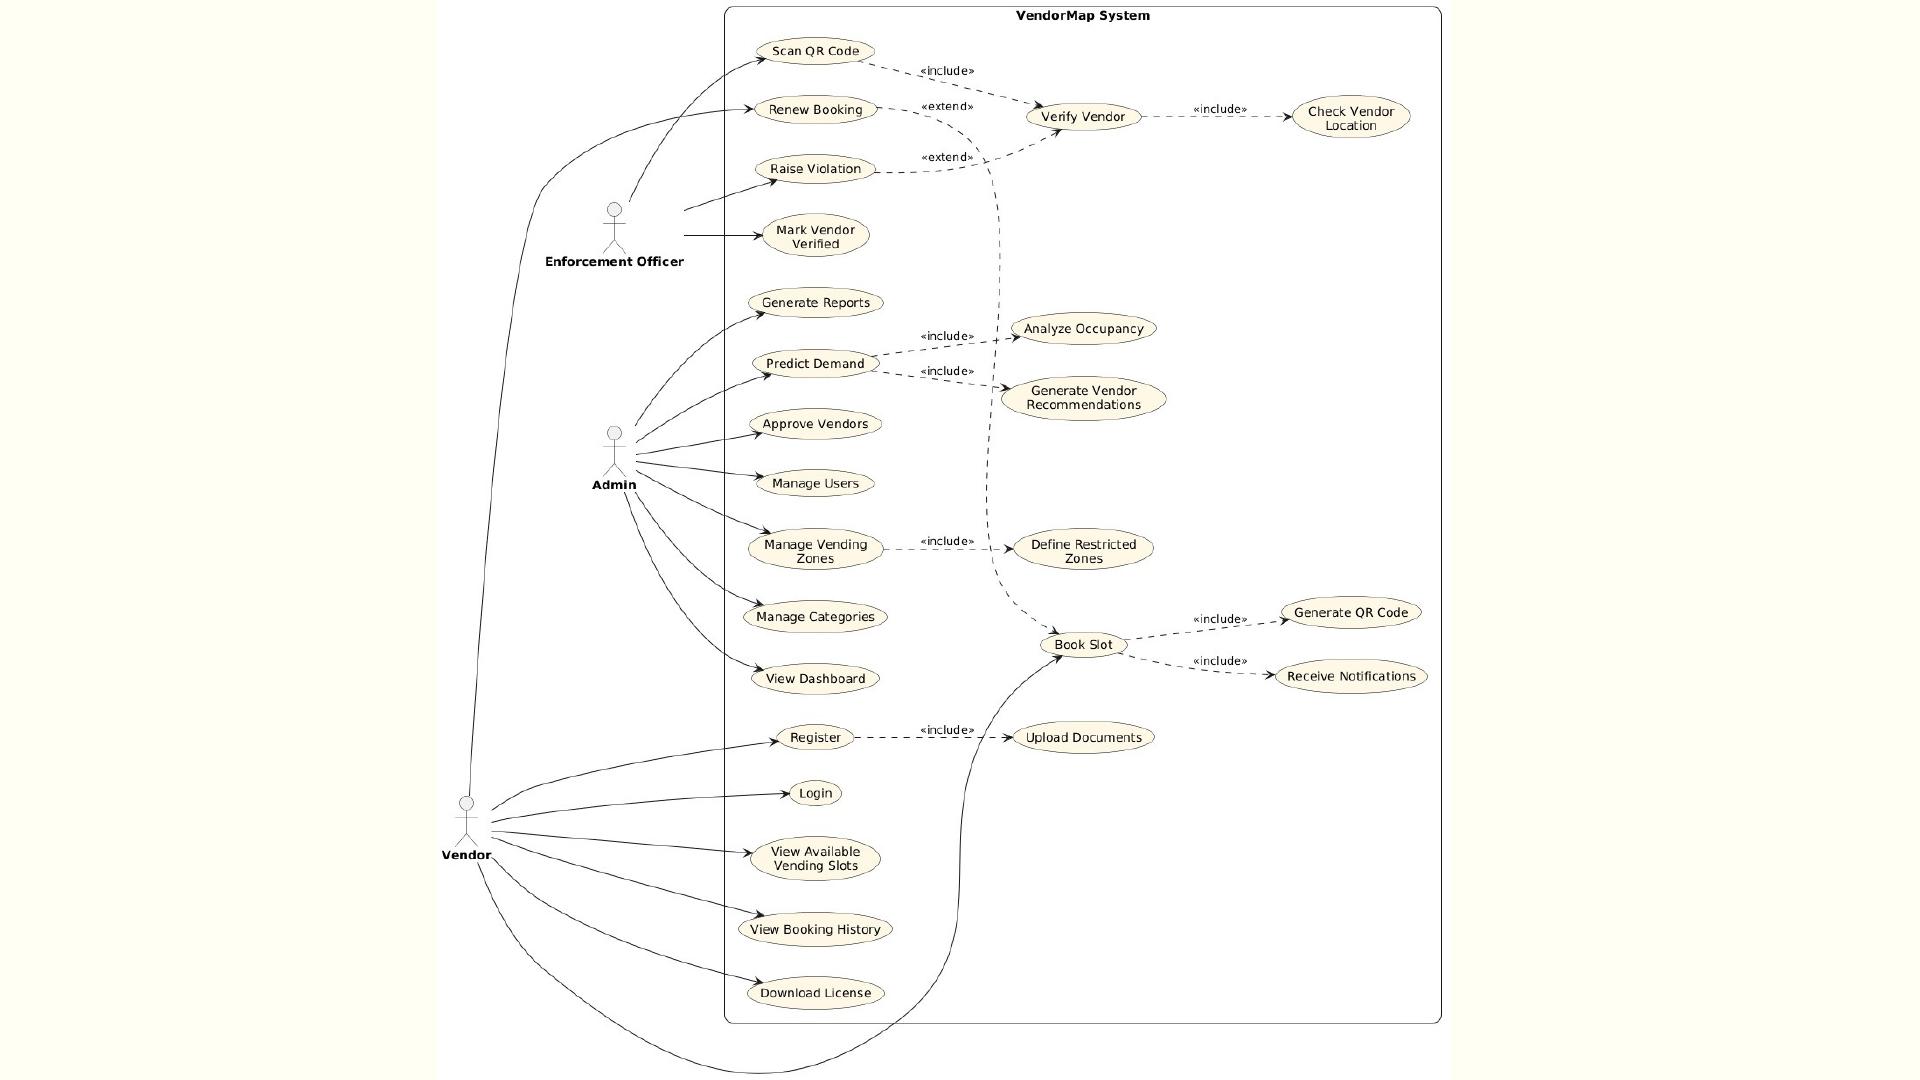 VendorMap System
Scan QR Code
«include»
Renew Booking
«extend»
Verify Vendor
«include»
Check Vendor
Location
Raise Violation
«extend»
Mark Vendor
Verified
Enforcement Officer
Generate Reports
Analyze Occupancy
«include»
Predict Demand
«include»
Generate Vendor
Recommendations
Approve Vendors
Manage Users
Admin
Manage Vending
Zones
«include»
Define Restricted
Zones
Manage Categories
Book Slot
«include»
Generate QR Code
«include»
Receive Notifications
View Dashboard
Register
«include»
Upload Documents
Login
Vendor
View Available
Vending Slots
View Booking History
Download License